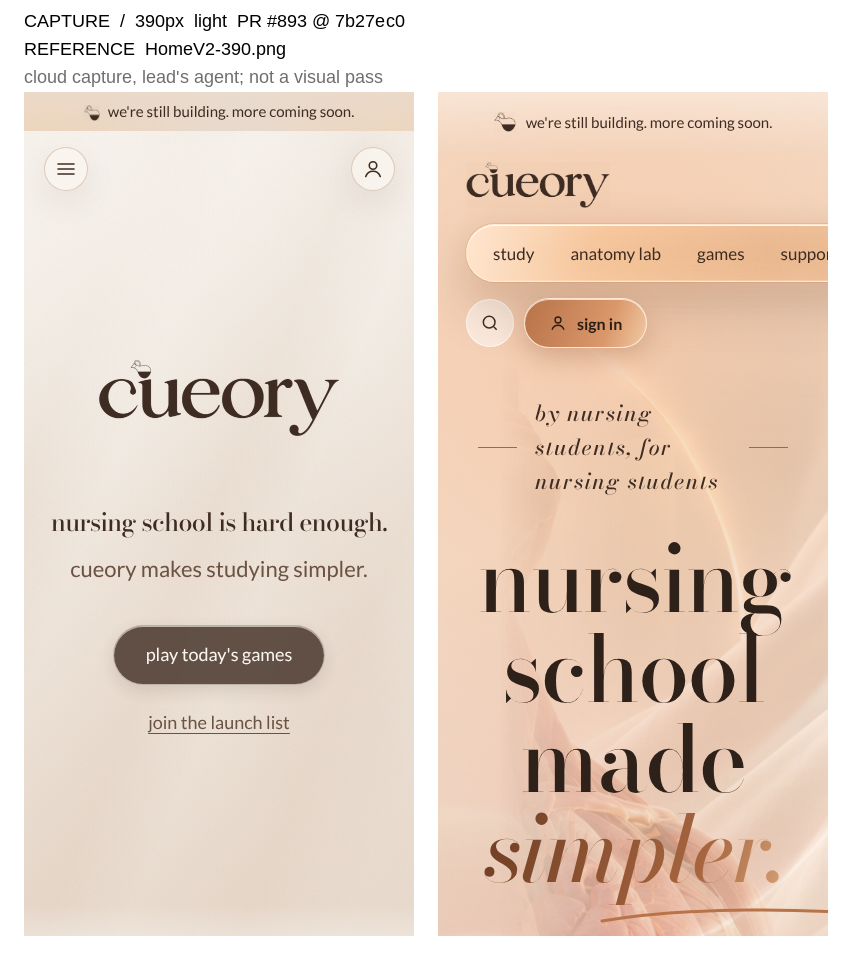 CAPTURE / 390px light PR #893 @ 7b27ec0
REFERENCE HomeV2-390.png
cloud capture, lead's agent; not a visual pass
we're still building. more coming soon.
cueory
nursing school is hard enough.
cueory makes studying simpler.
play today's games
join the launch list
we're still building. more coming soon.
cueory
study anatomy lab games suppor
sign in
by nursing
students, for
nursing students
nursing
school
made
simpler.